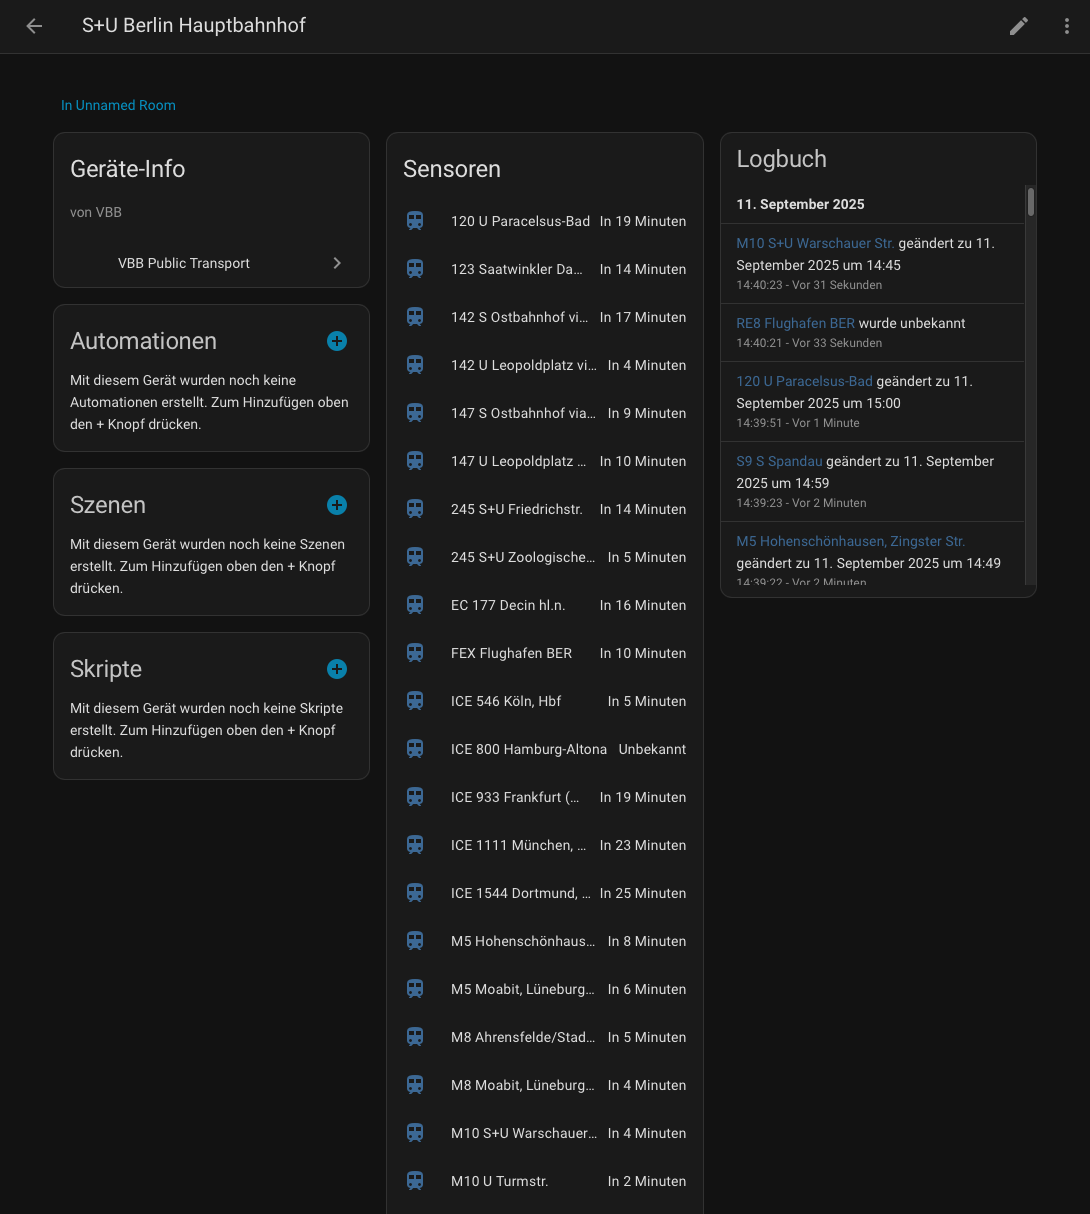 S+U Berlin Hauptbahnhof
In Unnamed Room
Geräte-Info
von VBB
VBB Public Transport
Automationen
Mit diesem Gerät wurden noch keine
Automationen erstellt. Zum Hinzufügen oben
den + Knopf drücken.
Szenen
Mit diesem Gerät wurden noch keine Szenen
erstellt. Zum Hinzufügen oben den + Knopf
drücken.
Skripte
Mit diesem Gerät wurden noch keine Skripte
erstellt. Zum Hinzufügen oben den + Knopf
drücken.
Sensoren
120 U Paracelsus-Bad In 19 Minuten
123 Saatwinkler Da... In 14 Minuten
142 S Ostbahnhof vi... In 17 Minuten
142 U Leopoldplatz vi... In 4 Minuten
147 S Ostbahnhof via... In 9 Minuten
147 U Leopoldplatz ... In 10 Minuten
245 S+U Friedrichstr. In 14 Minuten
245 S+U Zoologische... In 5 Minuten
EC 177 Decin hl.n. In 16 Minuten
FEX Flughafen BER In 10 Minuten
ICE 546 Köln, Hbf In 5 Minuten
ICE 800 Hamburg-Altona Unbekannt
ICE 933 Frankfurt (... In 19 Minuten
ICE 1111 München, ... In 23 Minuten
ICE 1544 Dortmund, ... In 25 Minuten
M5 Hohenschönhaus... In 8 Minuten
M5 Moabit, Lüneburg... In 6 Minuten
M8 Ahrensfelde/Stad... In 5 Minuten
M8 Moabit, Lüneburg... In 4 Minuten
M10 S+U Warschauer... In 4 Minuten
M10 U Turmstr. In 2 Minuten
Logbuch
11. September 2025
M10 S+U Warschauer Str. geändert zu 11.
September 2025 um 14:45
14:40:23 - Vor 31 Sekunden
RE8 Flughafen BER wurde unbekannt
14:40:21 - Vor 33 Sekunden
120 U Paracelsus-Bad geändert zu 11.
September 2025 um 15:00
14:39:51 - Vor 1 Minute
S9 S Spandau geändert zu 11. September
2025 um 14:59
14:39:23 - Vor 2 Minuten
M5 Hohenschönhausen, Zingster Str.
geändert zu 11. September 2025 um 14:49
14:39:22 - Vor 2 Minuten